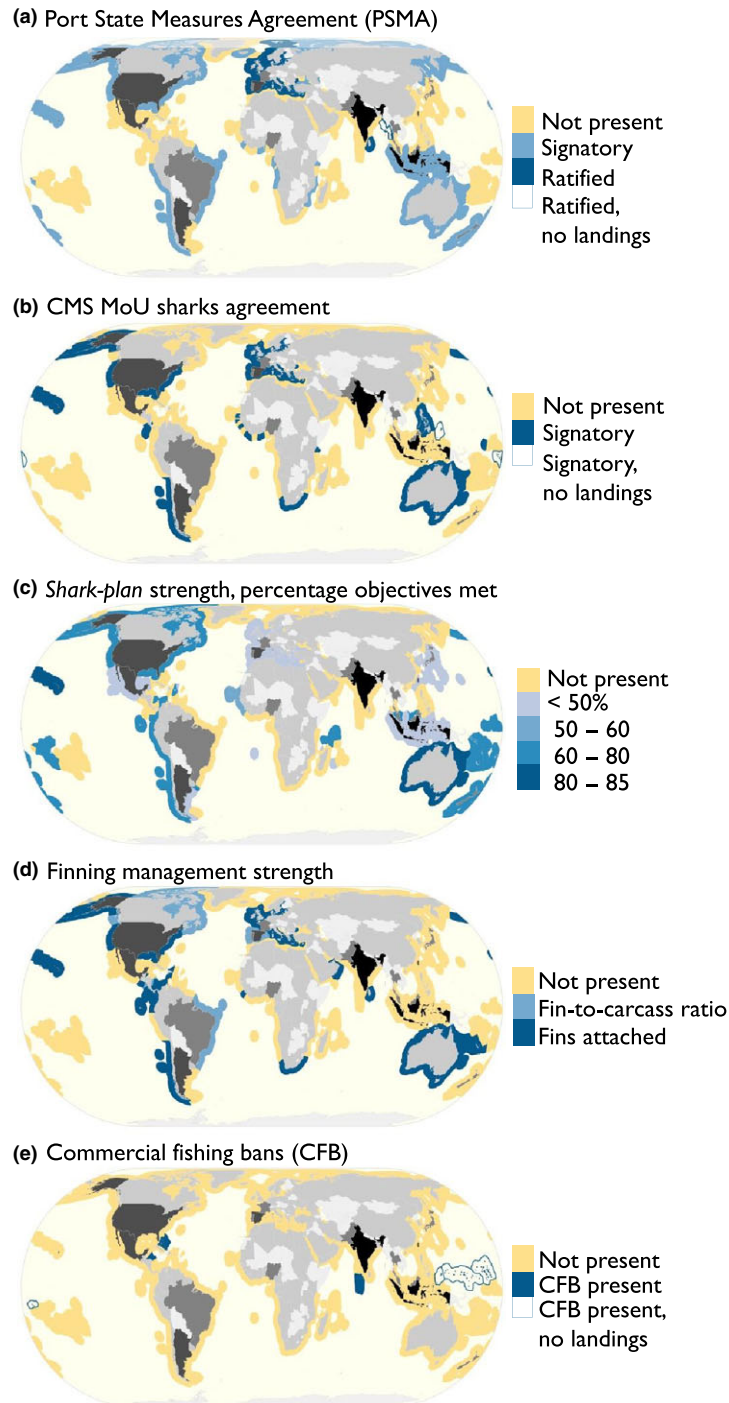 (a) Port State Measures Agreement (PSMA)
Not present
Signatory
Ratified
Ratified,
no landings
(b) CMS MoU sharks agreement
Not present
Signatory
Signatory,
no landings
(c) Shark-plan strength, percentage objectives met
Not present
< 50%
50 – 60
60 – 80
80 – 85
(d) Finning management strength
Not present
Fin-to-carcass ratio
Fins attached
(e) Commercial fishing bans (CFB)
Not present
CFB present
CFB present,
no landings